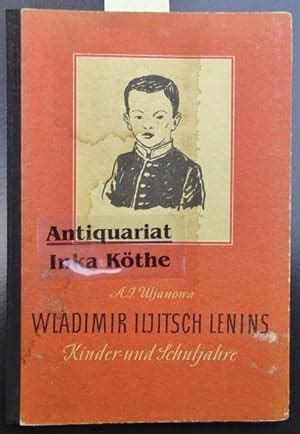 Antiquariat
Inka Köthe
A. I. Uljanowa
WLADIMIR ILJITSCH LENINS
Kinder- und Schuljahre